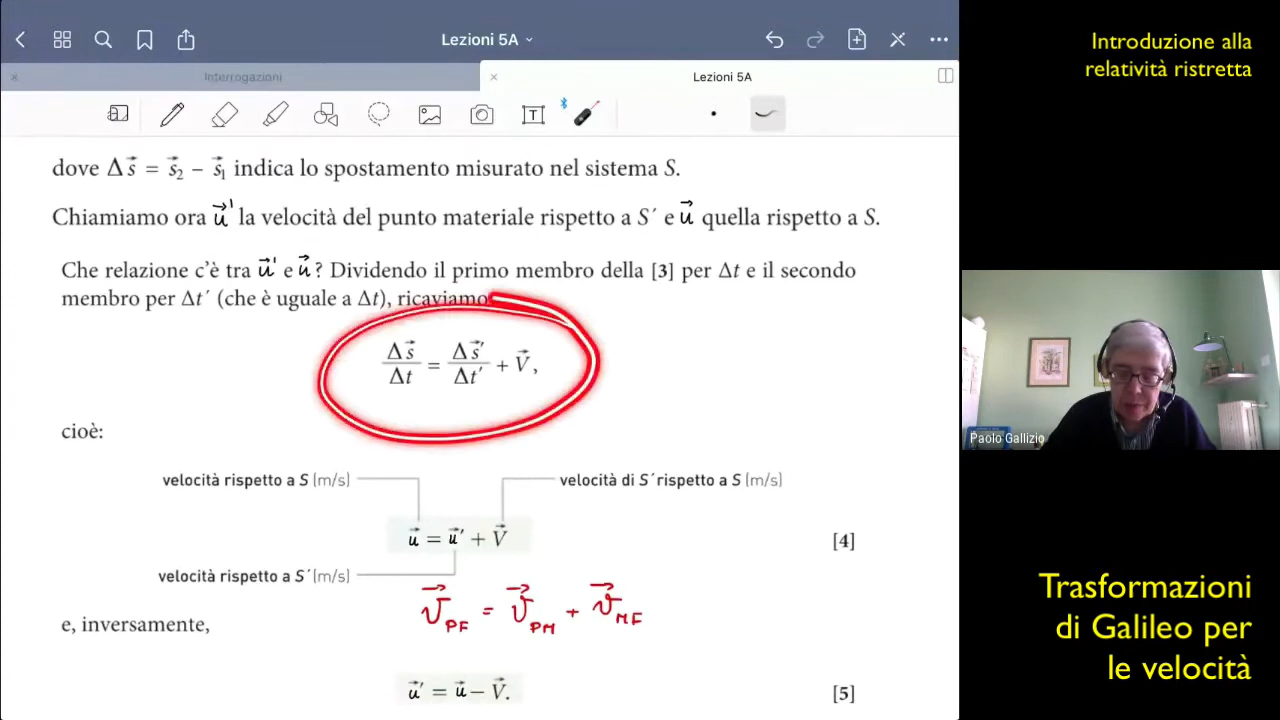 Lezioni 5A
Interrogazioni
Lezioni 5A
T
dove Δs⃗ = s⃗₂ − s⃗₁ indica lo spostamento misurato nel sistema S.
Chiamiamo ora u⃗' la velocità del punto materiale rispetto a S′ e u⃗ quella rispetto a S.
Che relazione c'è tra u⃗' e u⃗? Dividendo il primo membro della [3] per Δt e il secondo
membro per Δt′ (che è uguale a Δt), ricaviamo
Δs⃗/Δt = Δs⃗′/Δt′ + V⃗,
cioè:
velocità rispetto a S (m/s)
velocità di S′ rispetto a S (m/s)
u⃗ = u⃗′ + V⃗ [4]
velocità rispetto a S′ (m/s)
v⃗PF = v⃗PM + v⃗MF
e, inversamente,
u⃗′ = u⃗ − V⃗. [5]
Introduzione alla
relatività ristretta
Paolo Gallizio
Trasformazioni
di Galileo per
le velocità